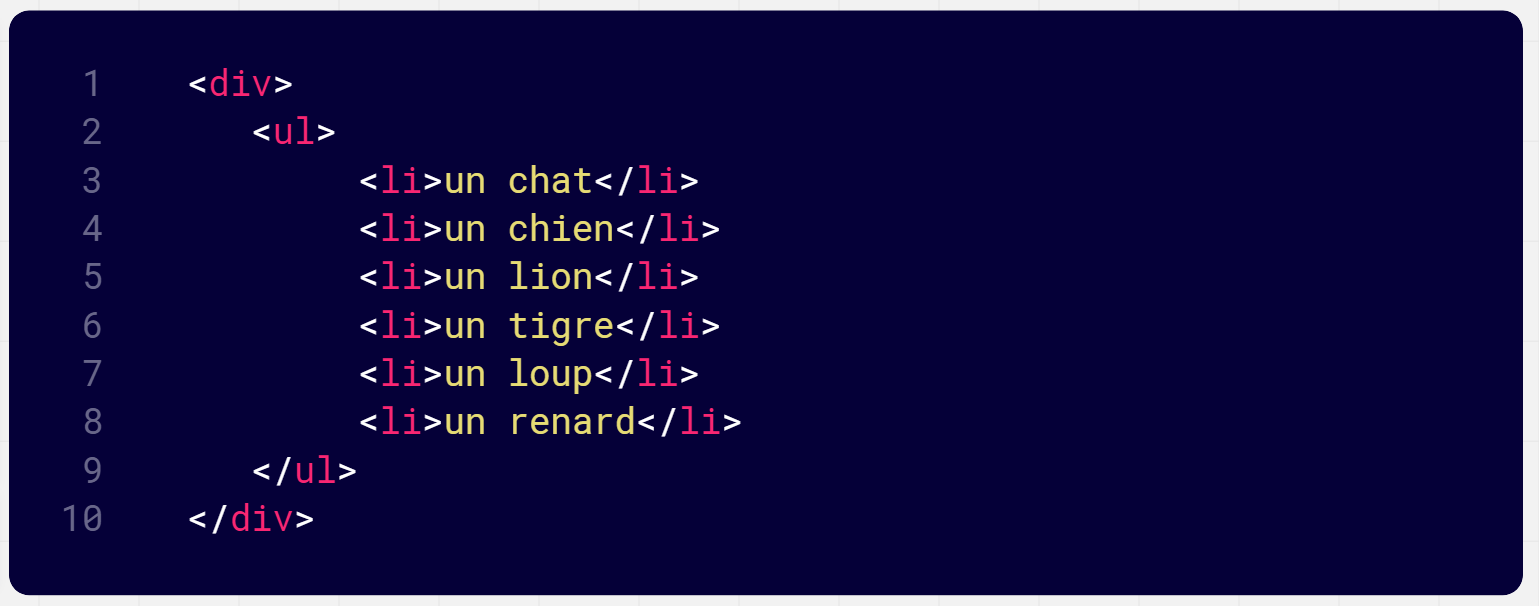 1 <div>
2 <ul>
3 <li>un chat</li>
4 <li>un chien</li>
5 <li>un lion</li>
6 <li>un tigre</li>
7 <li>un loup</li>
8 <li>un renard</li>
9 </ul>
10 </div>